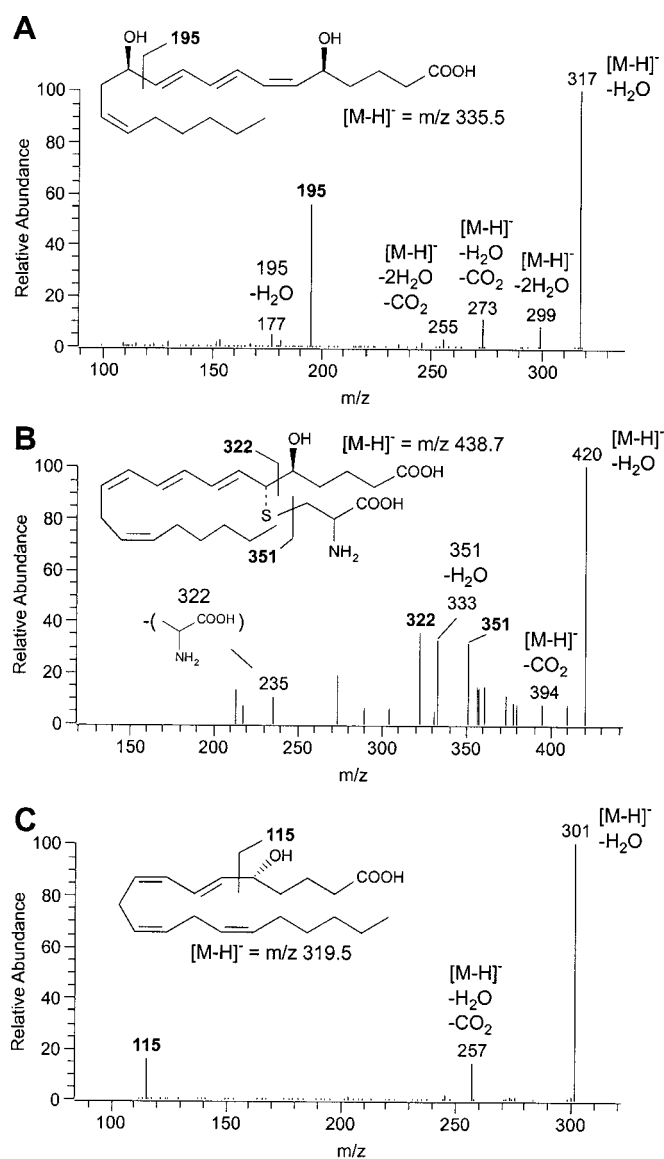 A
OH
195
OH
COOH
[M-H]⁻
-H₂O
317
[M-H]⁻ = m/z 335.5
100
80
60
40
20
0
Relative Abundance
195
195
-H₂O
177
[M-H]⁻
-2H₂O
-CO₂
255
[M-H]⁻
-H₂O
-CO₂
273
[M-H]⁻
-2H₂O
299
100
150
200
250
300
m/z
B
322
OH
[M-H]⁻ = m/z 438.7
COOH
S
COOH
NH₂
351
420
[M-H]⁻
-H₂O
100
80
60
40
20
0
Relative Abundance
322
-( COOH )
NH₂
235
322
351
-H₂O
333
351
[M-H]⁻
-CO₂
394
150
200
250
300
350
400
m/z
C
115
OH
COOH
[M-H]⁻ = m/z 319.5
301
[M-H]⁻
-H₂O
100
80
60
40
20
0
Relative Abundance
115
[M-H]⁻
-H₂O
-CO₂
257
100
150
200
250
300
m/z